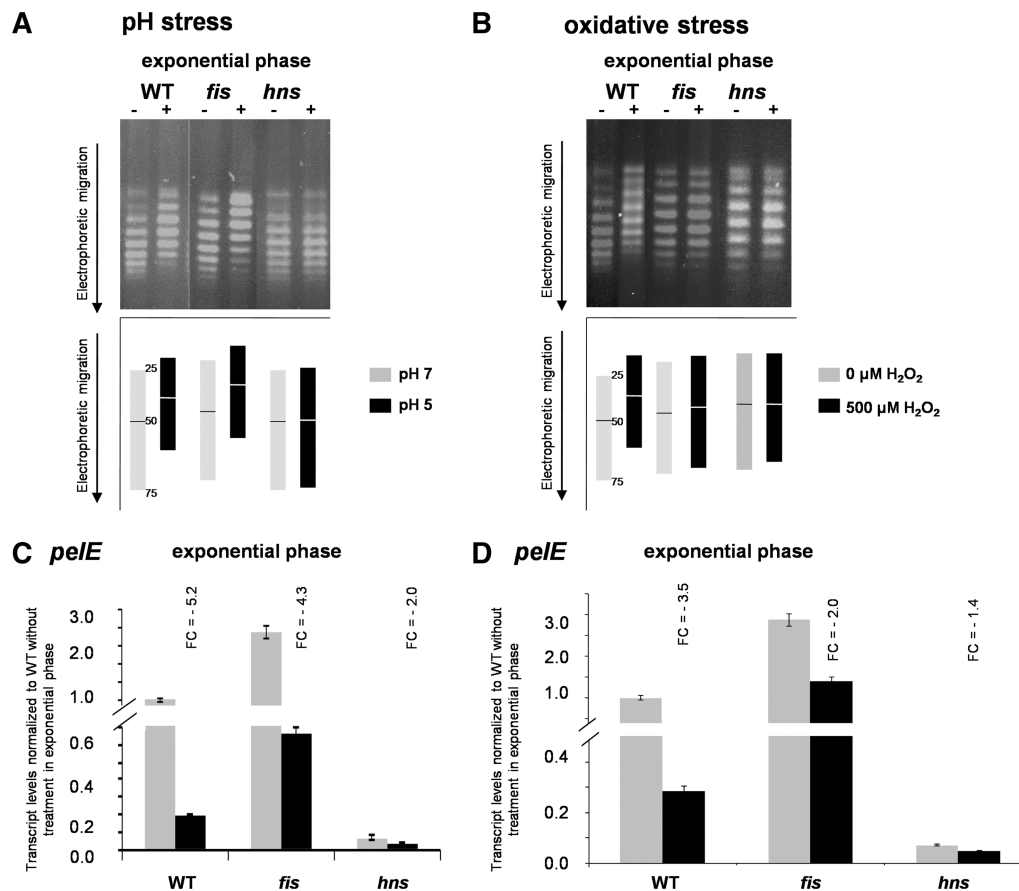 A
pH stress
exponential phase
WT fis hns
- + - + - +
Electrophoretic migration
Electrophoretic migration
25
50
75
pH 7
pH 5
B
oxidative stress
exponential phase
WT fis hns
- + - + - +
Electrophoretic migration
Electrophoretic migration
25
50
75
0 µM H₂O₂
500 µM H₂O₂
C
pelE
exponential phase
Transcript levels normalized to WT without
treatment in exponential phase
3.0
1.0
0.6
0.4
0.2
0.0
FC = - 5.2
FC = - 4.3
FC = - 2.0
WT fis hns
D
pelE
exponential phase
Transcript levels normalized to WT without
treatment in exponential phase
3.0
2.0
1.0
0.4
0.2
0.0
FC = - 3.5
FC = - 2.0
FC = - 1.4
WT fis hns